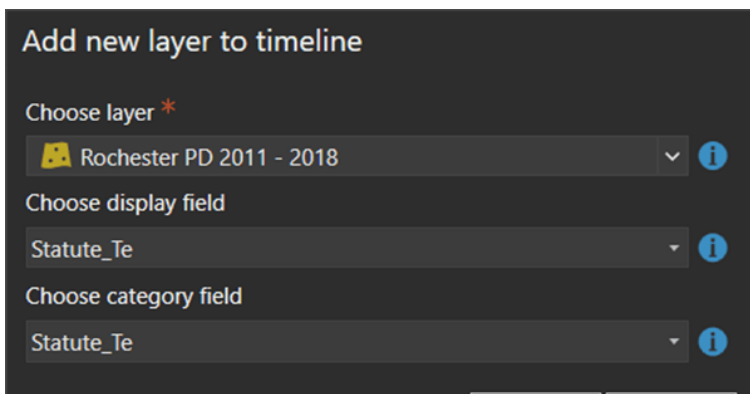 Add new layer to timeline
Choose layer *
Rochester PD 2011 - 2018
Choose display field
Statute_Te
Choose category field
Statute_Te